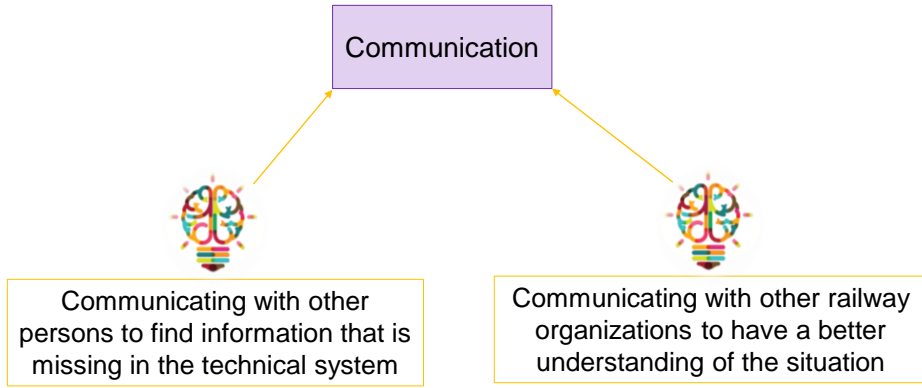 Communication
Communicating with other
persons to find information that is
missing in the technical system
Communicating with other railway
organizations to have a better
understanding of the situation